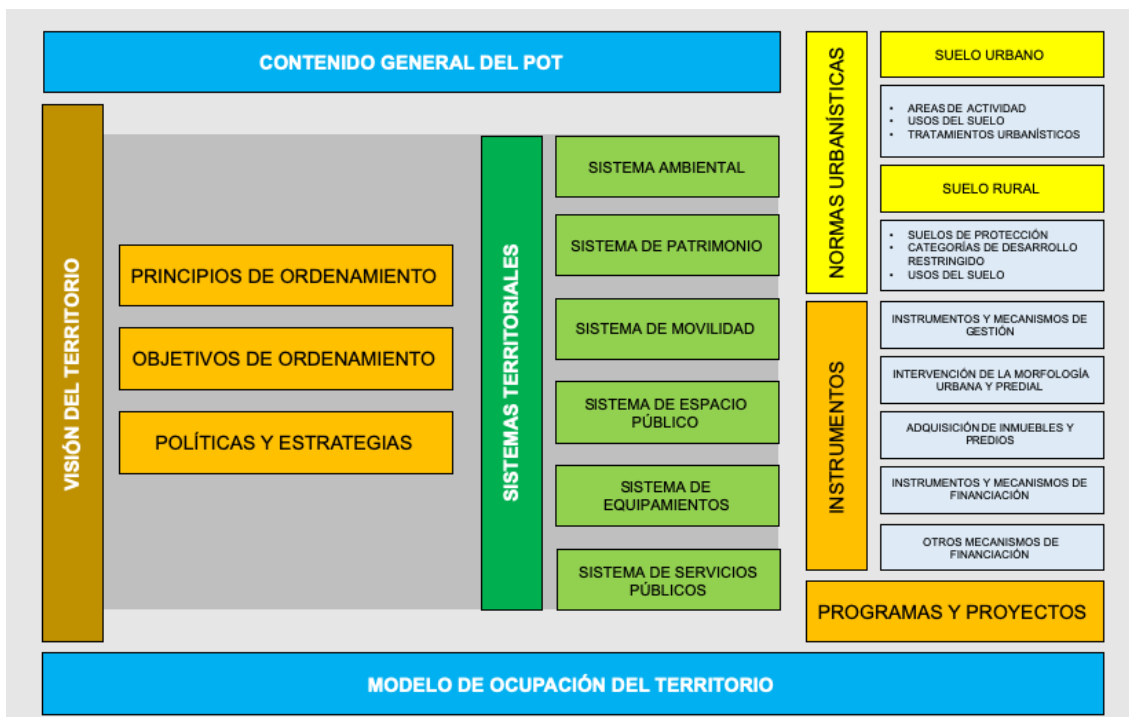 CONTENIDO GENERAL DEL POT
VISIÓN DEL TERRITORIO
PRINCIPIOS DE ORDENAMIENTO
OBJETIVOS DE ORDENAMIENTO
POLÍTICAS Y ESTRATEGIAS
SISTEMAS TERRITORIALES
SISTEMA AMBIENTAL
SISTEMA DE PATRIMONIO
SISTEMA DE MOVILIDAD
SISTEMA DE ESPACIO
PÚBLICO
SISTEMA DE
EQUIPAMIENTOS
SISTEMA DE SERVICIOS
PÚBLICOS
NORMAS URBANÍSTICAS
SUELO URBANO
• AREAS DE ACTIVIDAD
• USOS DEL SUELO
• TRATAMIENTOS URBANÍSTICOS
SUELO RURAL
• SUELOS DE PROTECCIÓN
• CATEGORÍAS DE DESARROLLO
RESTRINGIDO
• USOS DEL SUELO
INSTRUMENTOS
INSTRUMENTOS Y MECANISMOS DE
GESTIÓN
INTERVENCIÓN DE LA MORFOLOGÍA
URBANA Y PREDIAL
ADQUISICIÓN DE INMUEBLES Y
PREDIOS
INSTRUMENTOS Y MECANISMOS DE
FINANCIACIÓN
OTROS MECANISMOS DE
FINANCIACIÓN
PROGRAMAS Y PROYECTOS
MODELO DE OCUPACIÓN DEL TERRITORIO